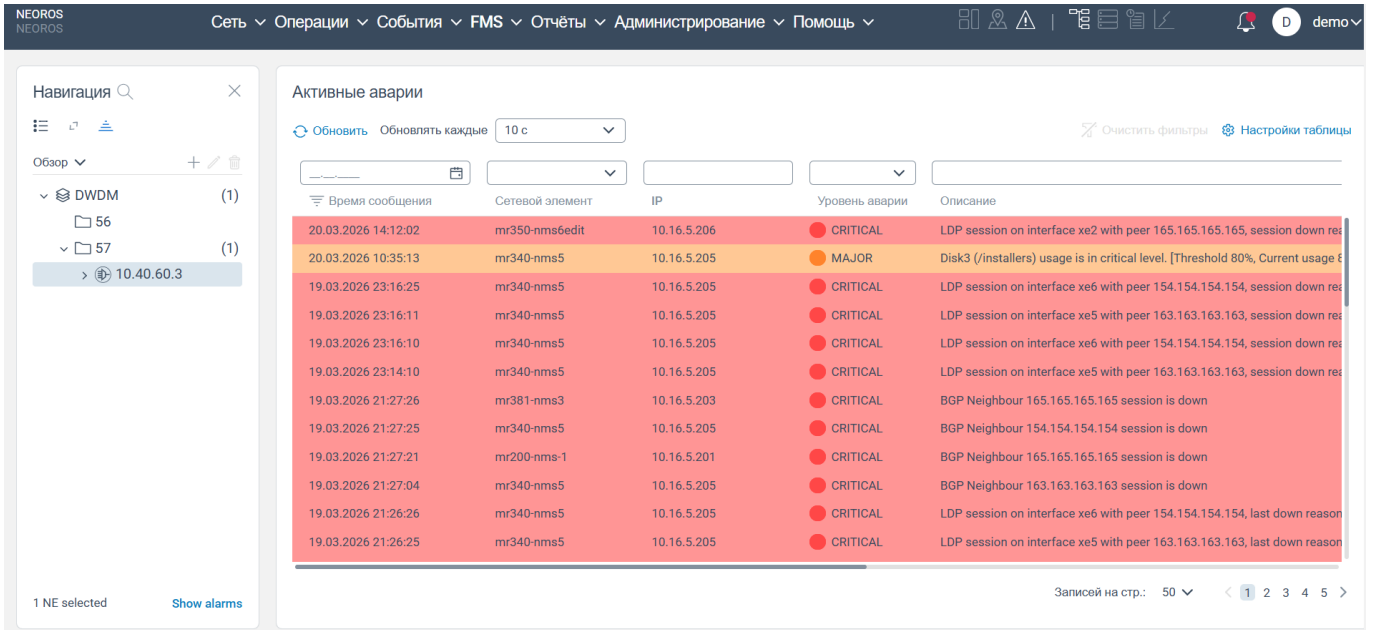 NEOROS
NEOROS
Сеть Операции События FMS Отчёты Администрирование Помощь
D demo
Навигация
Обзор
DWDM (1)
56
57 (1)
10.40.60.3
1 NE selected Show alarms
Активные аварии
Обновить Обновлять каждые 10 с
Очистить фильтры Настройки таблицы
__.__.____
Время сообщения Сетевой элемент IP Уровень аварии Описание
20.03.2026 14:12:02 mr350-nms6edit 10.16.5.206 CRITICAL LDP session on interface xe2 with peer 165.165.165.165, session down rea
20.03.2026 10:35:13 mr340-nms5 10.16.5.205 MAJOR Disk3 (/installers) usage is in critical level. [Threshold 80%, Current usage 8
19.03.2026 23:16:25 mr340-nms5 10.16.5.205 CRITICAL LDP session on interface xe6 with peer 154.154.154.154, session down rea
19.03.2026 23:16:11 mr340-nms5 10.16.5.205 CRITICAL LDP session on interface xe5 with peer 163.163.163.163, session down rea
19.03.2026 23:16:10 mr340-nms5 10.16.5.205 CRITICAL LDP session on interface xe6 with peer 154.154.154.154, session down rea
19.03.2026 23:14:10 mr340-nms5 10.16.5.205 CRITICAL LDP session on interface xe5 with peer 163.163.163.163, session down rea
19.03.2026 21:27:26 mr381-nms3 10.16.5.203 CRITICAL BGP Neighbour 165.165.165.165 session is down
19.03.2026 21:27:25 mr340-nms5 10.16.5.205 CRITICAL BGP Neighbour 154.154.154.154 session is down
19.03.2026 21:27:21 mr200-nms-1 10.16.5.201 CRITICAL BGP Neighbour 165.165.165.165 session is down
19.03.2026 21:27:04 mr340-nms5 10.16.5.205 CRITICAL BGP Neighbour 163.163.163.163 session is down
19.03.2026 21:26:26 mr340-nms5 10.16.5.205 CRITICAL LDP session on interface xe6 with peer 154.154.154.154, last down reason
19.03.2026 21:26:25 mr340-nms5 10.16.5.205 CRITICAL LDP session on interface xe5 with peer 163.163.163.163, last down reason
Записей на стр.: 50 1 2 3 4 5